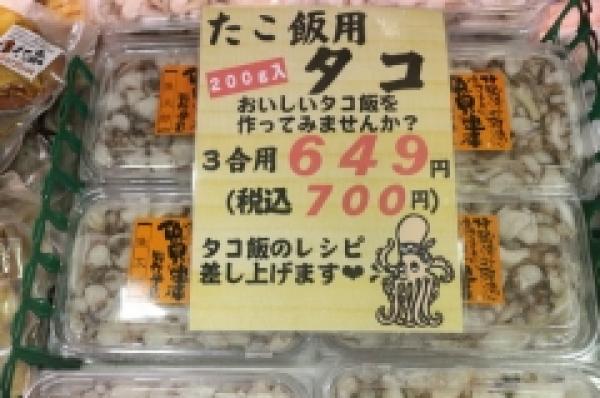 たこ飯用
200g入
タコ
おいしいタコ飯を
作ってみませんか?
3合用649円
(税込700円)
タコ飯のレシピ
差し上げます❤